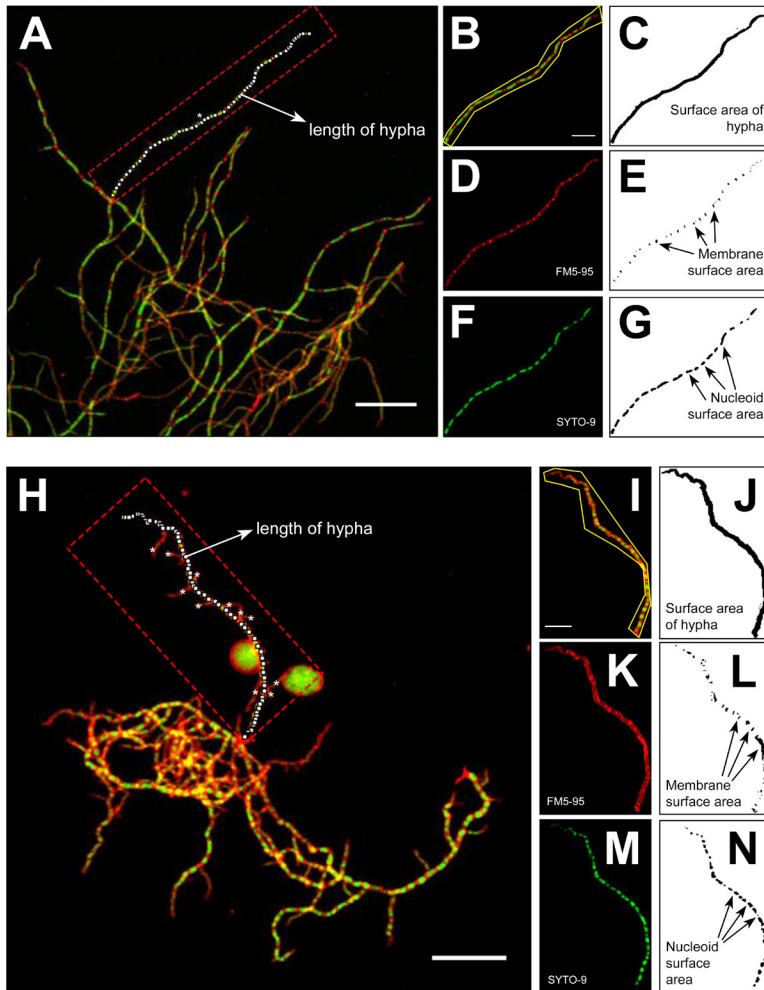 A
length of hypha
*
B
C
Surface area of
hypha
D
FM5-95
E
Membrane
surface area
F
SYTO-9
G
Nucleoid
surface area
H
length of hypha
* * * * * * * * * *
I
J
Surface area
of hypha
K
FM5-95
L
Membrane
surface area
M
SYTO-9
N
Nucleoid
surface
area